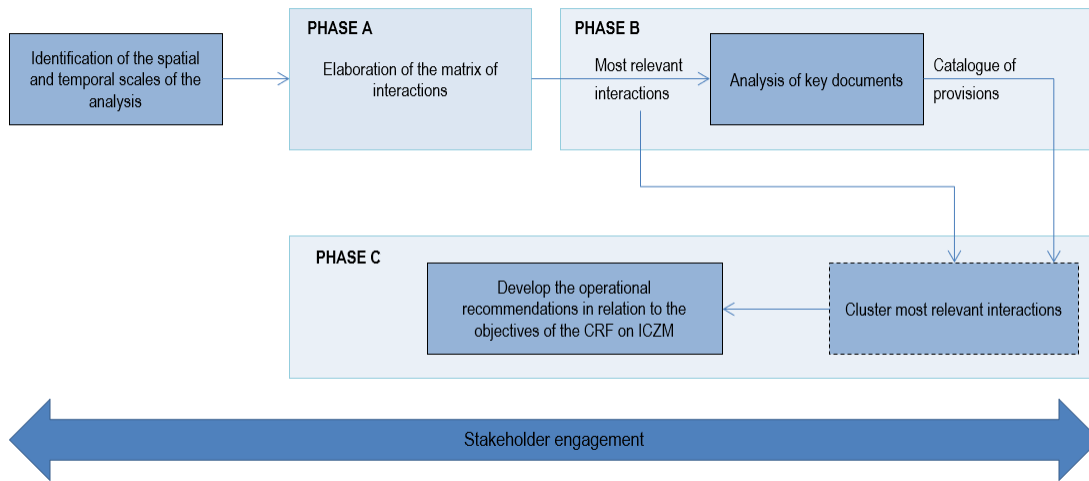 Identification of the spatial
and temporal scales of the
analysis
PHASE A
Elaboration of the matrix of
interactions
PHASE B
Most relevant
interactions
Analysis of key documents
Catalogue of
provisions
PHASE C
Develop the operational
recommendations in relation to the
objectives of the CRF on ICZM
Cluster most relevant interactions
Stakeholder engagement